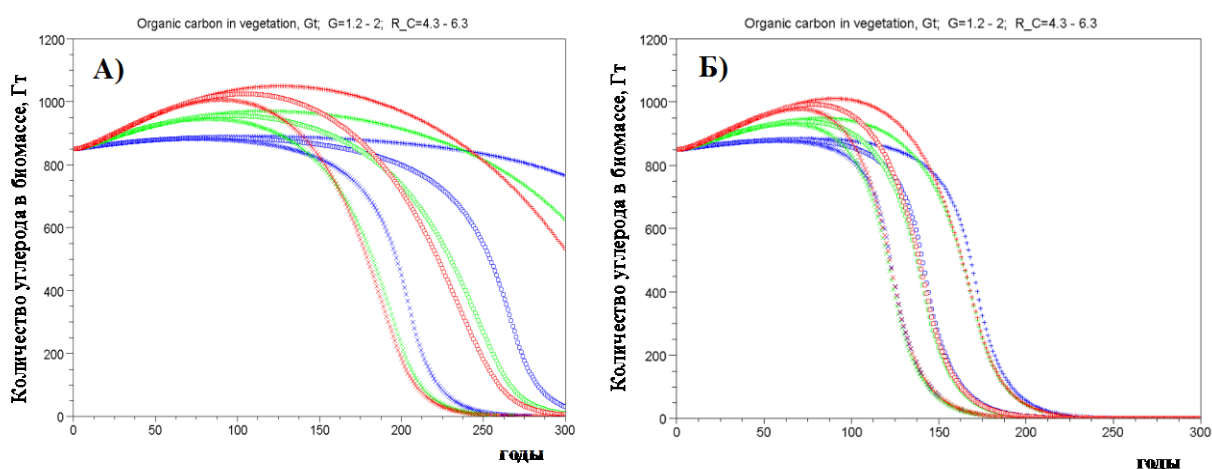 Organic carbon in vegetation, Gt; G=1.2 - 2; R_C=4.3 - 6.3
А)
Количество углерода в биомассе, Гт
1200
1000
800
600
400
200
0
0 50 100 150 200 250 300
годы
Organic carbon in vegetation, Gt; G=1.2 - 2; R_C=4.3 - 6.3
Б)
Количество углерода в биомассе, Гт
1200
1000
800
600
400
200
0
0 50 100 150 200 250 300
годы